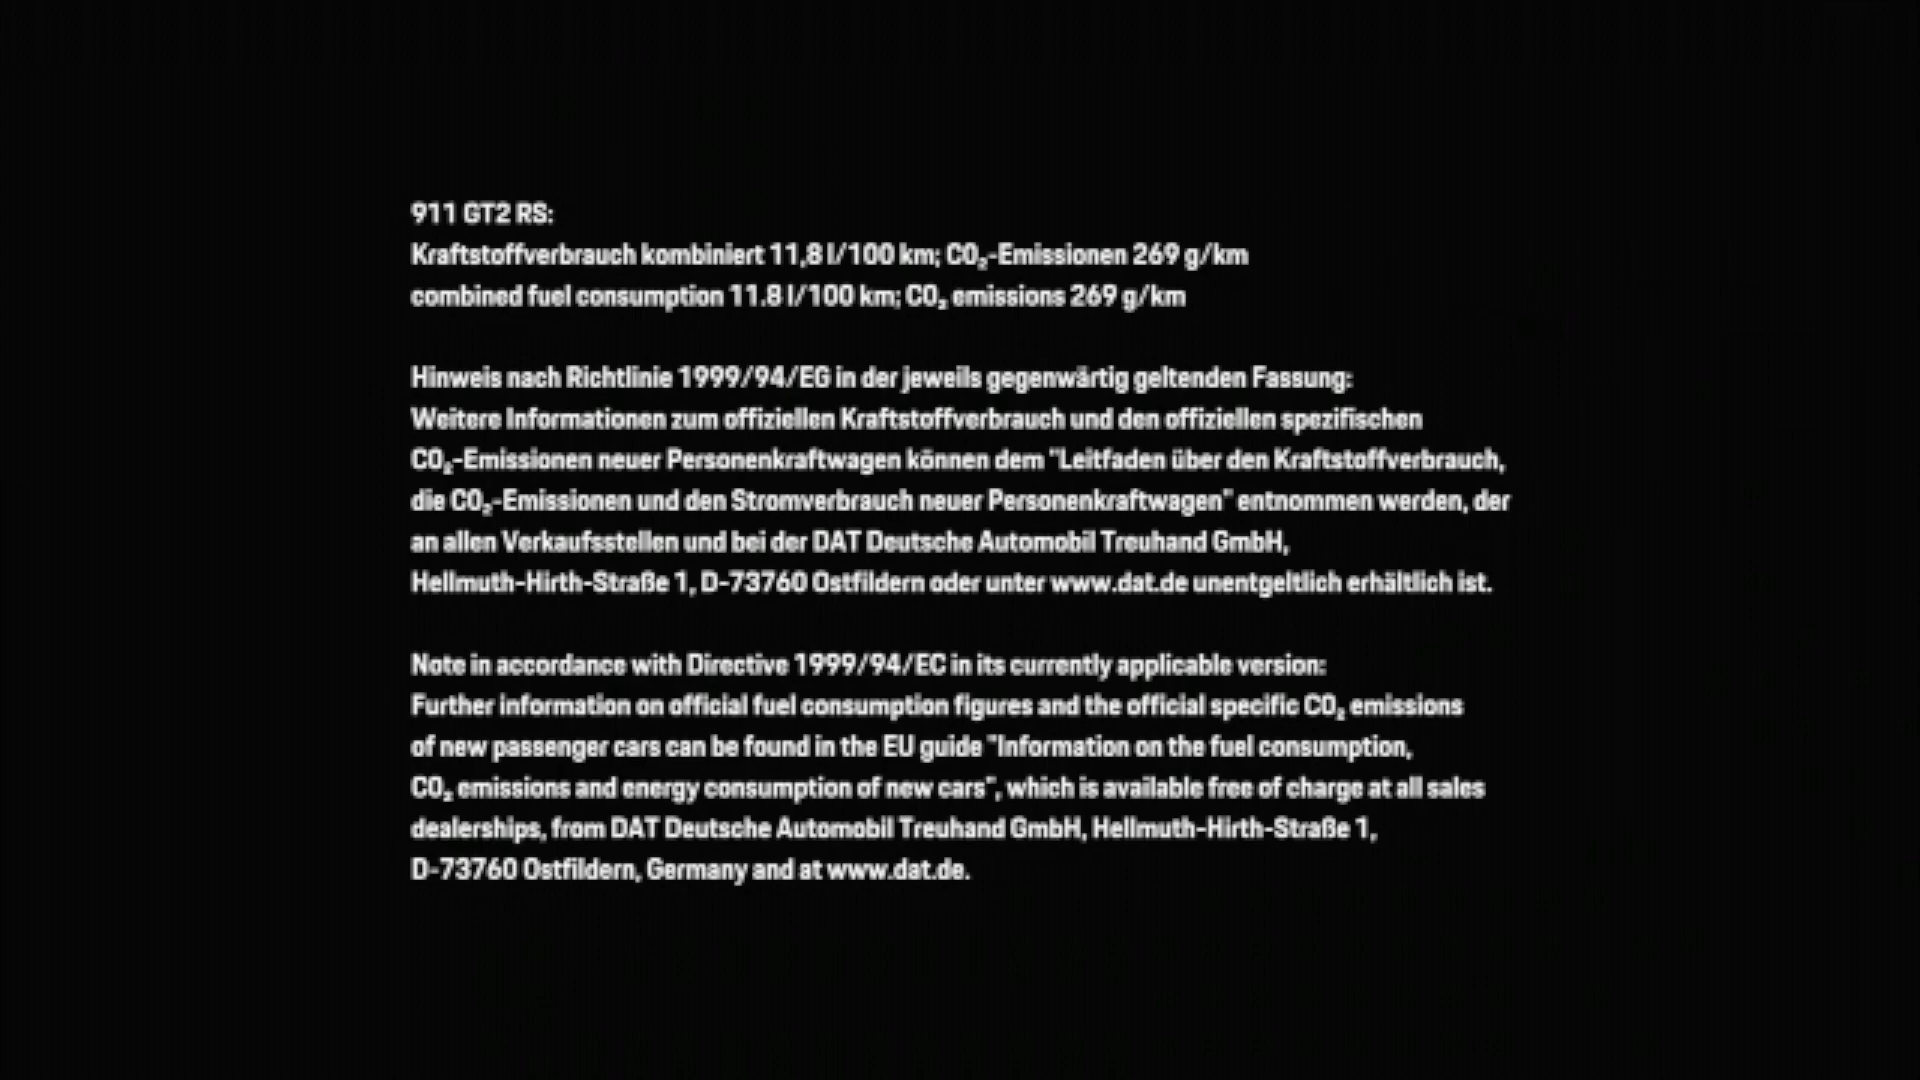 911 GT2 RS:
Kraftstoffverbrauch kombiniert 11,8 l/100 km; CO₂-Emissionen 269 g/km
combined fuel consumption 11.8 l/100 km; CO₂ emissions 269 g/km
Hinweis nach Richtlinie 1999/94/EG in der jeweils gegenwärtig geltenden Fassung:
Weitere Informationen zum offiziellen Kraftstoffverbrauch und den offiziellen spezifischen
CO₂-Emissionen neuer Personenkraftwagen können dem "Leitfaden über den Kraftstoffverbrauch,
die CO₂-Emissionen und den Stromverbrauch neuer Personenkraftwagen" entnommen werden, der
an allen Verkaufsstellen und bei der DAT Deutsche Automobil Treuhand GmbH,
Hellmuth-Hirth-Straße 1, D-73760 Ostfildern oder unter www.dat.de unentgeltlich erhältlich ist.
Note in accordance with Directive 1999/94/EC in its currently applicable version:
Further information on official fuel consumption figures and the official specific CO₂ emissions
of new passenger cars can be found in the EU guide "Information on the fuel consumption,
CO₂ emissions and energy consumption of new cars", which is available free of charge at all sales
dealerships, from DAT Deutsche Automobil Treuhand GmbH, Hellmuth-Hirth-Straße 1,
D-73760 Ostfildern, Germany and at www.dat.de.